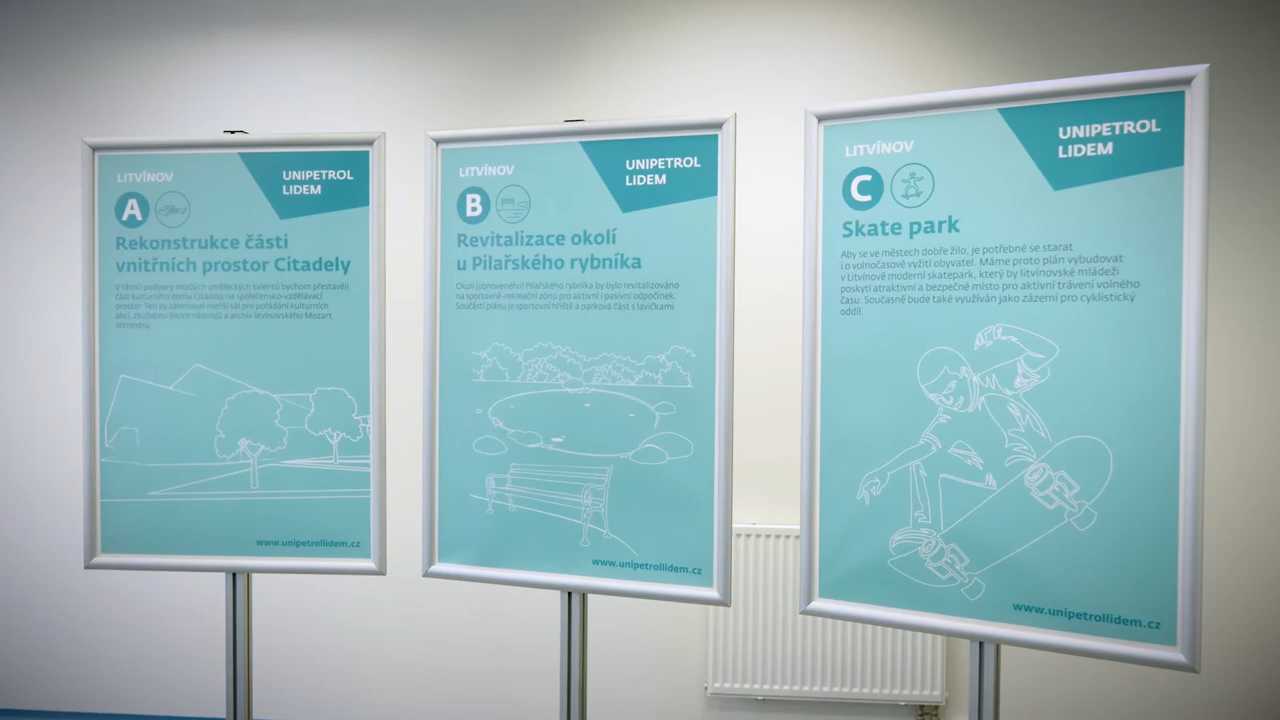 LITVÍNOV
UNIPETROL
LIDEM
A
Rekonstrukce části
vnitřních prostor Citadely
V rámci podpory mladých uměleckých talentů bychom přestavěli
část kulturního domu Citadela na společensko-vzdělávací
prostor. Ten by zahrnoval menší sál pro pořádání kulturních
akcí, zkušebnu bicích nástrojů a archiv litvínovského Mozart
orchestru.
www.unipetrollidem.cz
LITVÍNOV
UNIPETROL
LIDEM
B
Revitalizace okolí
u Pilařského rybníka
Okolí (obnoveného) Pilařského rybníka by bylo revitalizováno
na sportovně-rekreační zónu pro aktivní i pasivní odpočinek.
Součástí plánu je sportovní hřiště a parková část s lavičkami.
www.unipetrollidem.cz
LITVÍNOV
UNIPETROL
LIDEM
C
Skate park
Aby se ve městech dobře žilo, je potřebné se starat
i o volnočasové vyžití obyvatel. Máme proto plán vybudovat
v Litvínově moderní skatepark, který by litvínovské mládeži
poskytl atraktivní a bezpečné místo pro aktivní trávení volného
času. Současně bude také využíván jako zázemí pro cyklistický
oddíl.
www.unipetrollidem.cz